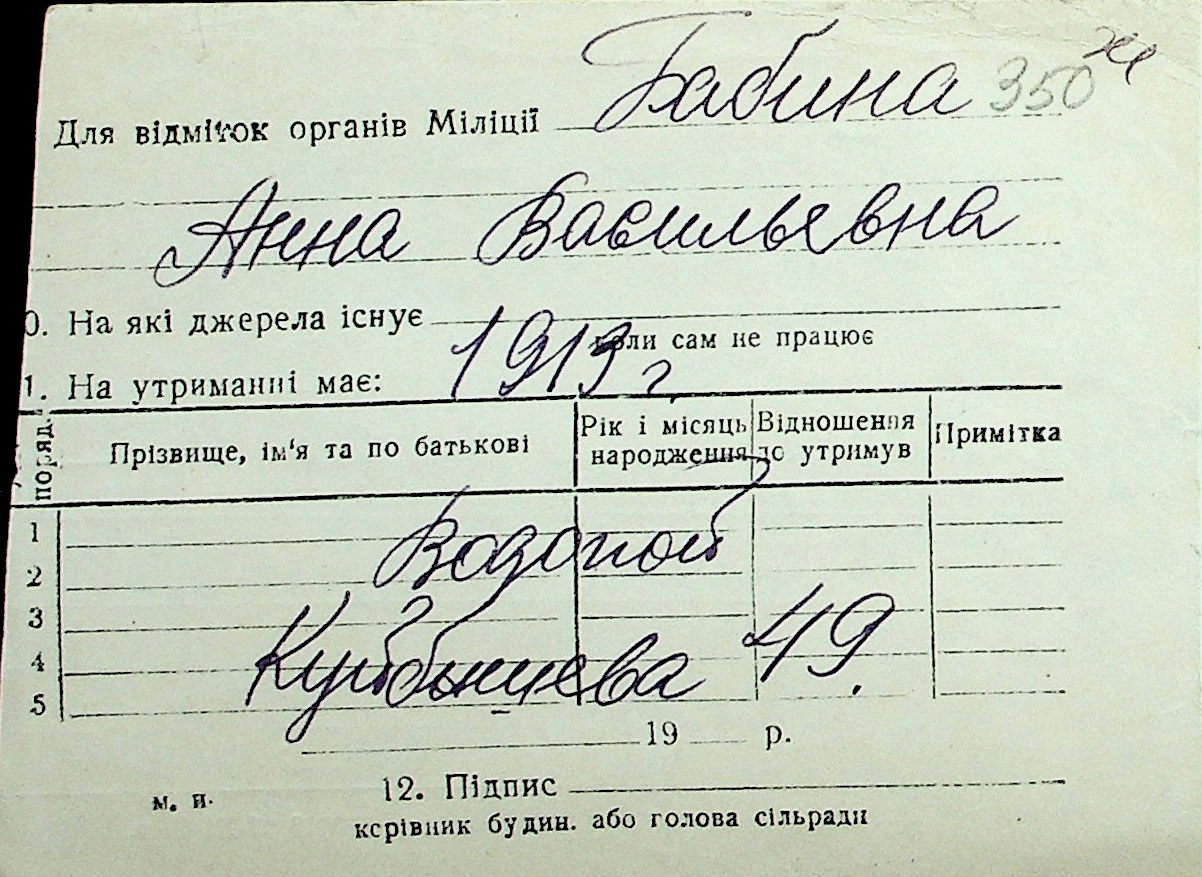 Для відміток органів Міліції Бабина 350
Анна Васильевна
0. На які джерела існує
коли сам не працює
1. На утриманні має: 1913 г
поряд. Прізвище, ім'я та по батькові Рік і місяць народження Відношення до утримув Примітка
1
Водопой
2
3
Куйбышева 49.
4
5
19 р.
м. п. 12. Підпис
керівник будин. або голова сільради